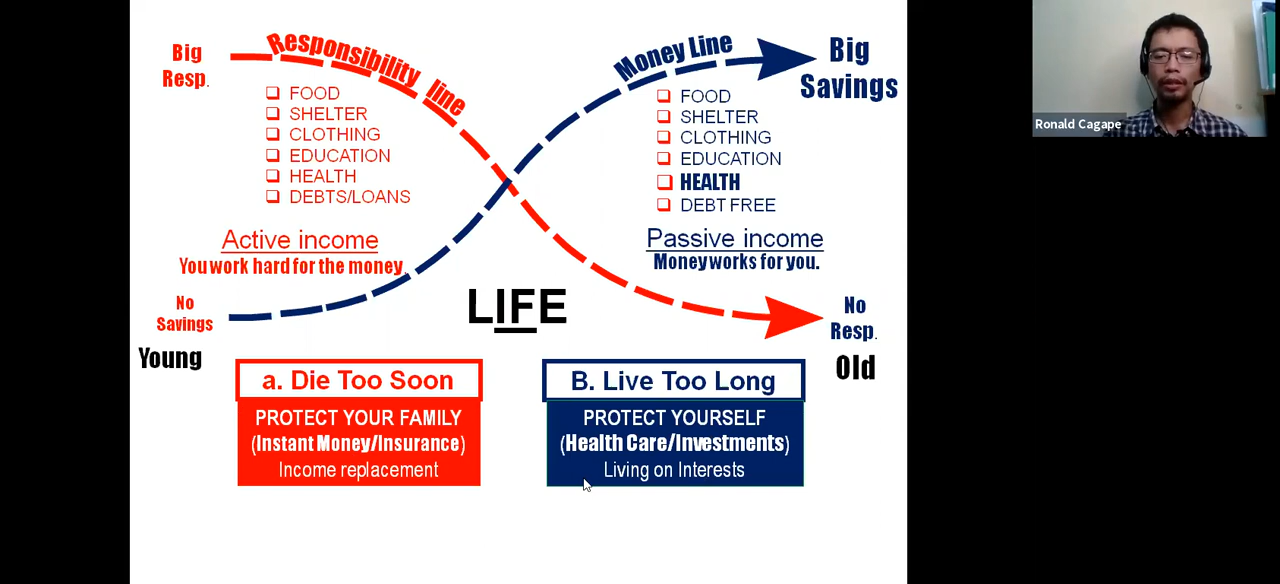 Big
Resp.
Responsibility line
☐ FOOD
☐ SHELTER
☐ CLOTHING
☐ EDUCATION
☐ HEALTH
☐ DEBTS/LOANS
Active income
You work hard for the money.
No
Savings
Young
Money Line
Big
Savings
☐ FOOD
☐ SHELTER
☐ CLOTHING
☐ EDUCATION
☐ HEALTH
☐ DEBT FREE
Passive income
Money works for you.
No
Resp.
Old
LIFE
a. Die Too Soon
PROTECT YOUR FAMILY
(Instant Money/Insurance)
Income replacement
B. Live Too Long
PROTECT YOURSELF
(Health Care/Investments)
Living on Interests
Ronald Cagape